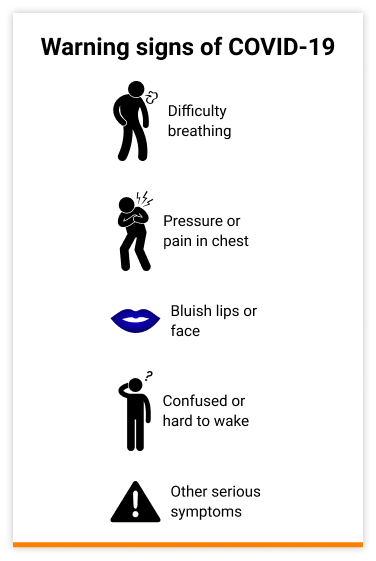 Warning signs of COVID-19
Difficulty
breathing
Pressure or
pain in chest
Bluish lips or
face
?
Confused or
hard to wake
!
Other serious
symptoms